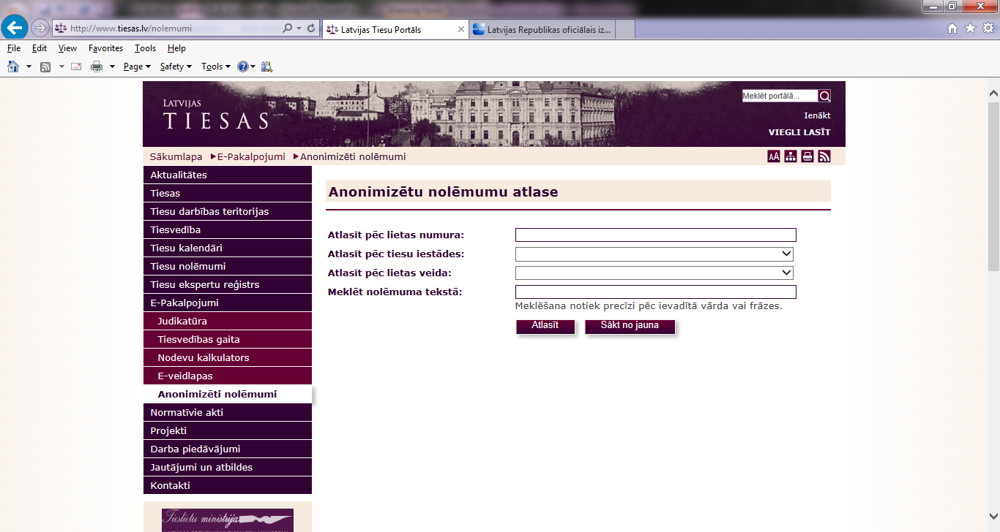 http://www.tiesas.lv/nolemumi
Latvijas Tiesu Portāls
Latvijas Republikas oficiālais iz...
File Edit View Favorites Tools Help
Page Safety Tools
LATVIJAS
TIESAS
Meklēt portālā...
Ienākt
VIEGLI LASĪT
Sākumlapa E-Pakalpojumi Anonimizēti nolēmumi
AA
Aktualitātes
Tiesas
Tiesu darbības teritorijas
Tiesvedība
Tiesu kalendāri
Tiesu nolēmumi
Tiesu ekspertu reģistrs
E-Pakalpojumi
Judikatūra
Tiesvedības gaita
Nodevu kalkulators
E-veidlapas
Anonimizēti nolēmumi
Normatīvie akti
Projekti
Darba piedāvājumi
Jautājumi un atbildes
Kontakti
Tieslietu ministrija
Anonimizētu nolēmumu atlase
Atlasīt pēc lietas numura:
Atlasīt pēc tiesu iestādes:
Atlasīt pēc lietas veida:
Meklēt nolēmuma tekstā:
Meklēšana notiek precīzi pēc ievadītā vārda vai frāzes.
Atlasīt Sākt no jauna